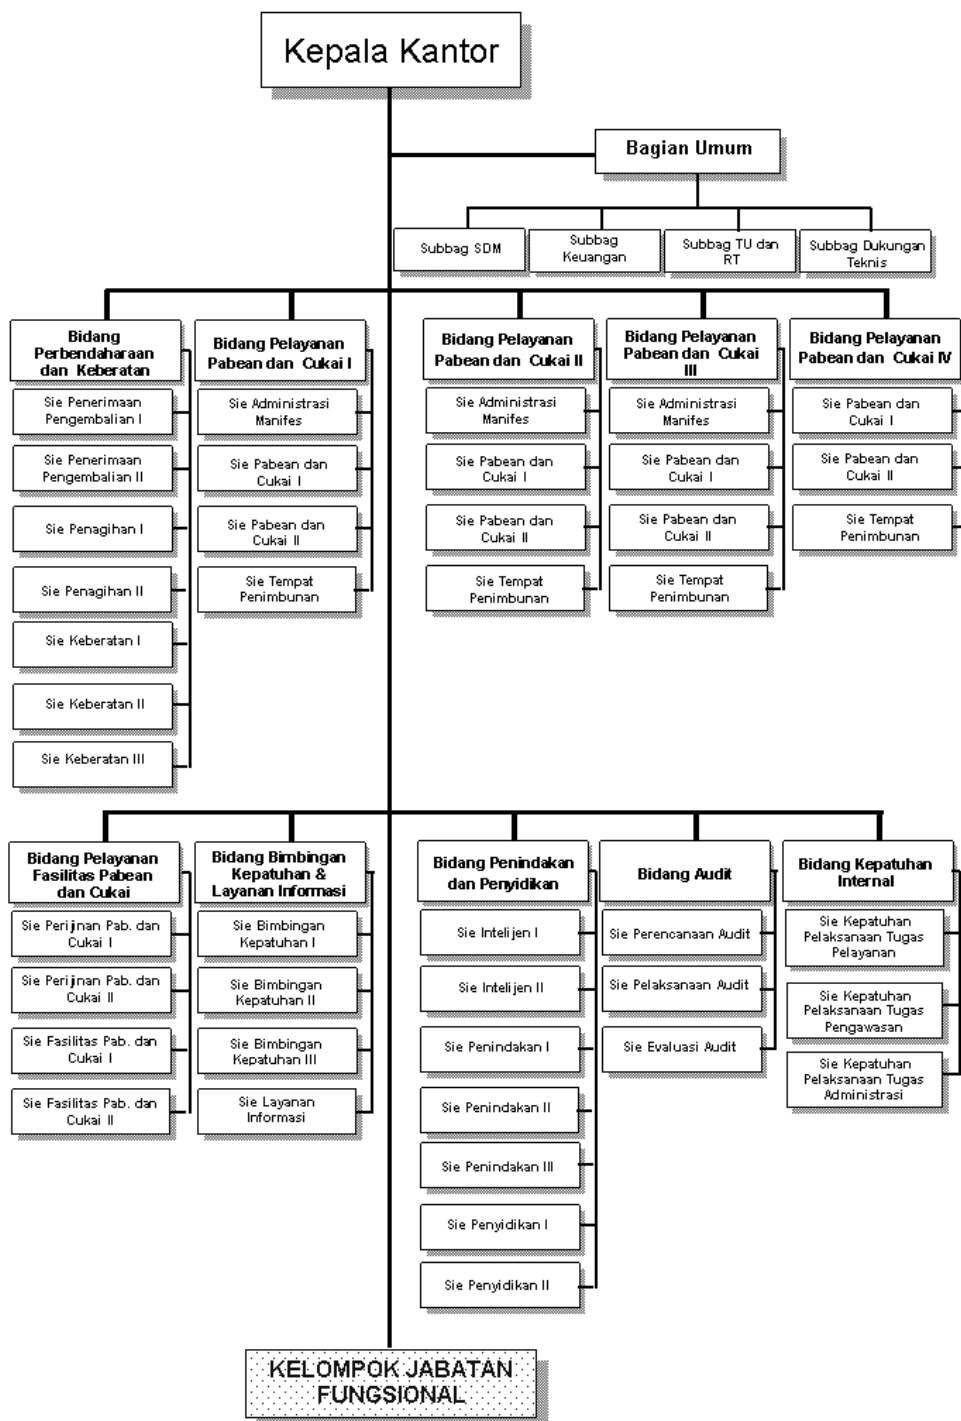 Kepala Kantor
Bagian Umum
Subbag SDM
Subbag
Keuangan
Subbag TU dan
RT
Subbag Dukungan
Teknis
Bidang
Perbendaharaan
dan Keberatan
Sie Penerimaan
Pengembalian I
Sie Penerimaan
Pengembalian II
Sie Penagihan I
Sie Penagihan II
Sie Keberatan I
Sie Keberatan II
Sie Keberatan III
Bidang Pelayanan
Pabean dan Cukai I
Sie Administrasi
Manifes
Sie Pabean dan
Cukai I
Sie Pabean dan
Cukai II
Sie Tempat
Penimbunan
Bidang Pelayanan
Pabean dan Cukai II
Sie Administrasi
Manifes
Sie Pabean dan
Cukai I
Sie Pabean dan
Cukai II
Sie Tempat
Penimbunan
Bidang Pelayanan
Pabean dan Cukai
III
Sie Administrasi
Manifes
Sie Pabean dan
Cukai I
Sie Pabean dan
Cukai II
Sie Tempat
Penimbunan
Bidang Pelayanan
Pabean dan Cukai IV
Sie Pabean dan
Cukai I
Sie Pabean dan
Cukai II
Sie Tempat
Penimbunan
Bidang Pelayanan
Fasilitas Pabean
dan Cukai
Sie Perijinan Pab. dan
Cukai I
Sie Perijinan Pab. dan
Cukai II
Sie Fasilitas Pab. dan
Cukai I
Sie Fasilitas Pab. dan
Cukai II
Bidang Bimbingan
Kepatuhan &
Layanan Informasi
Sie Bimbingan
Kepatuhan I
Sie Bimbingan
Kepatuhan II
Sie Bimbingan
Kepatuhan III
Sie Layanan
Informasi
Bidang Penindakan
dan Penyidikan
Sie Intelijen I
Sie Intelijen II
Sie Penindakan I
Sie Penindakan II
Sie Penindakan III
Sie Penyidikan I
Sie Penyidikan II
Bidang Audit
Sie Perencanaan Audit
Sie Pelaksanaan Audit
Sie Evaluasi Audit
Bidang Kepatuhan
Internal
Sie Kepatuhan
Pelaksanaan Tugas
Pelayanan
Sie Kepatuhan
Pelaksanaan Tugas
Pengawasan
Sie Kepatuhan
Pelaksanaan Tugas
Administrasi
KELOMPOK JABATAN
FUNGSIONAL